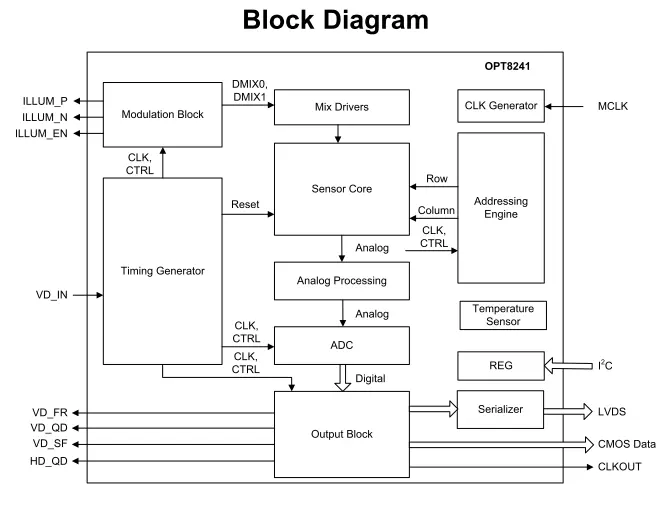 Block Diagram
OPT8241
ILLUM_P
ILLUM_N
ILLUM_EN
Modulation Block
DMIX0,
DMIX1
Mix Drivers
CLK Generator
MCLK
CLK,
CTRL
Sensor Core
Row
Column
Addressing
Engine
Reset
CLK,
CTRL
Timing Generator
VD_IN
Analog
Analog Processing
Analog
Temperature
Sensor
CLK,
CTRL
ADC
CLK,
CTRL
Digital
REG
I2C
VD_FR
VD_QD
VD_SF
HD_QD
Output Block
Serializer
LVDS
CMOS Data
CLKOUT